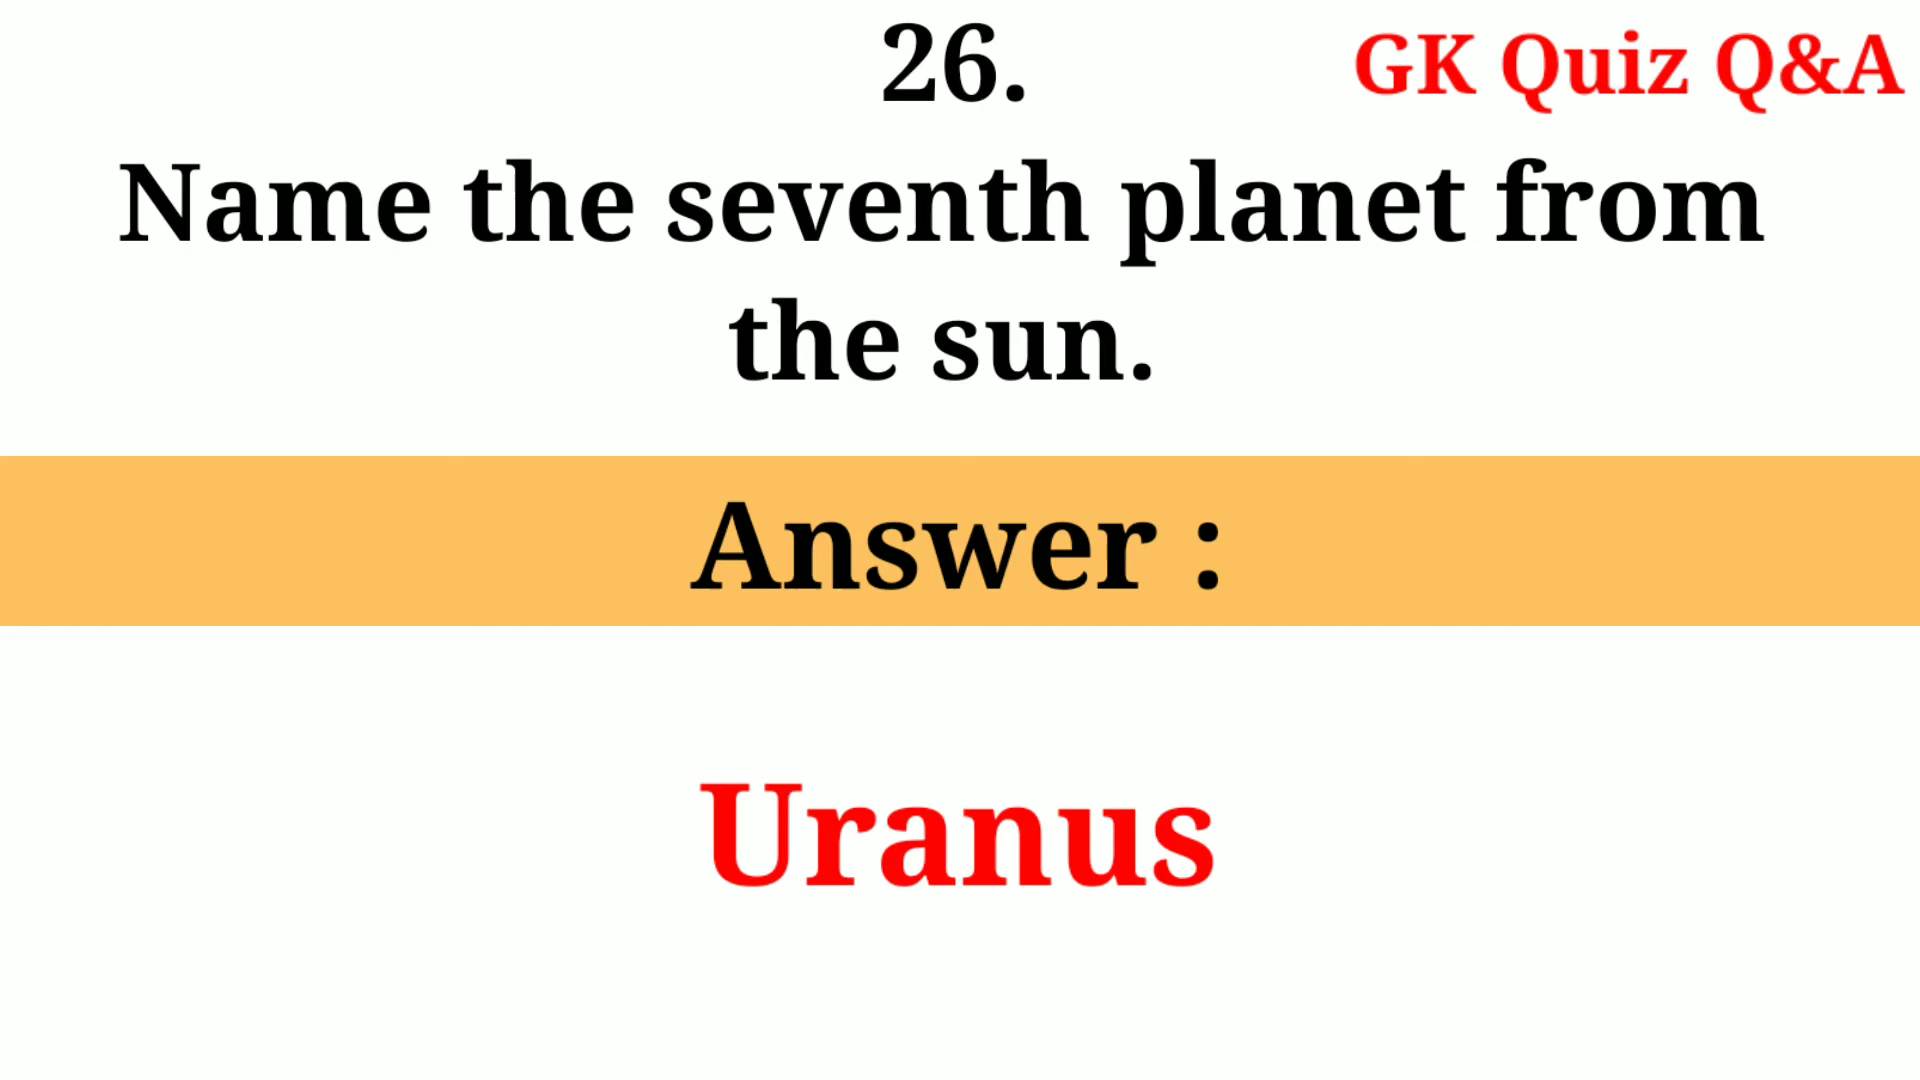 26.
GK Quiz Q&A
Name the seventh planet from
the sun.
Answer :
Uranus